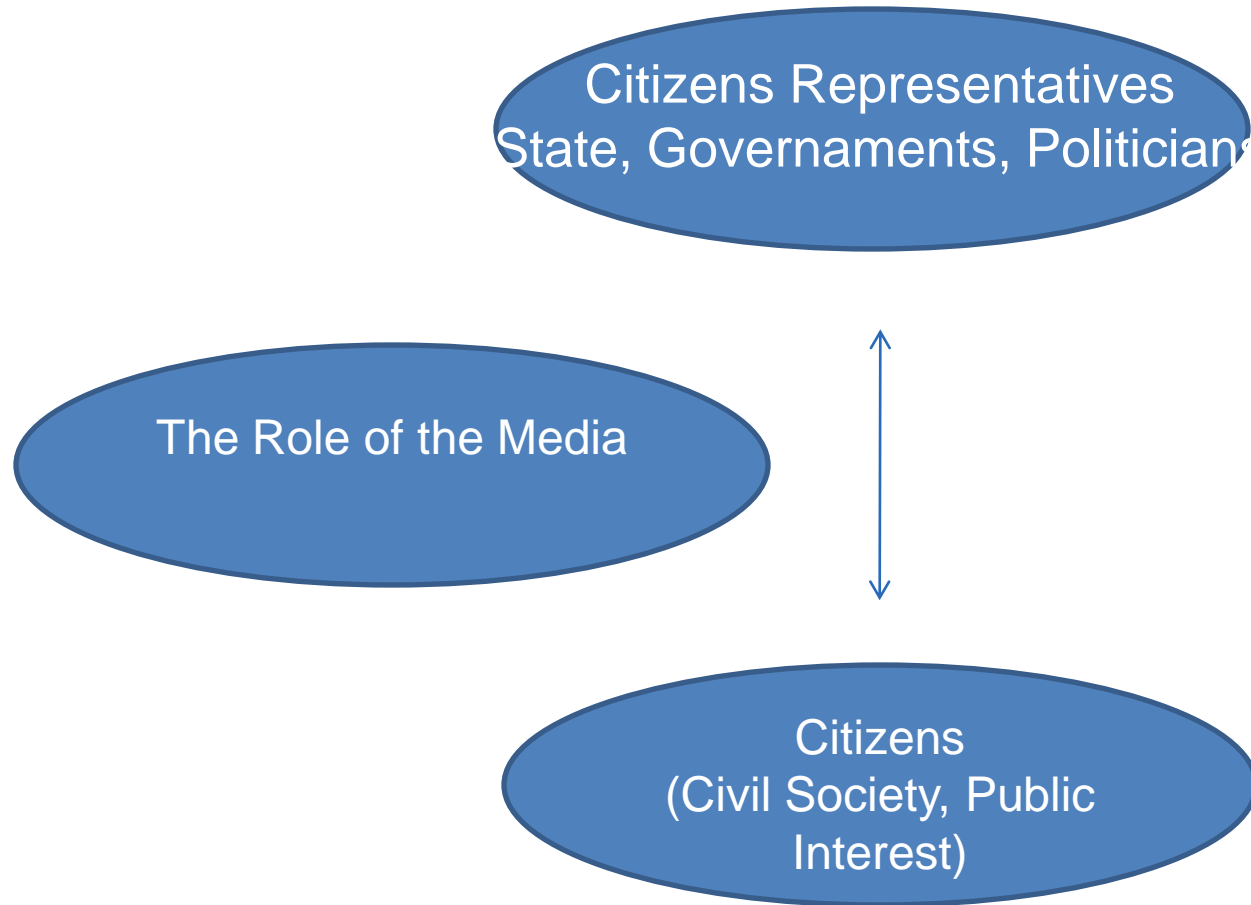 Citizens Representatives
State, Governaments, Politicians
The Role of the Media
Citizens
(Civil Society, Public
Interest)